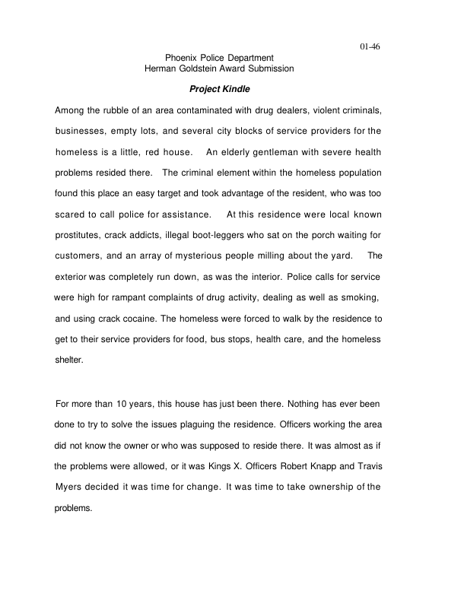 01-46
Phoenix Police Department
Herman Goldstein Award Submission
Project Kindle
Among the rubble of an area contaminated with drug dealers, violent criminals,
businesses, empty lots, and several city blocks of service providers for the
homeless is a little, red house. An elderly gentleman with severe health
problems resided there. The criminal element within the homeless population
found this place an easy target and took advantage of the resident, who was too
scared to call police for assistance. At this residence were local known
prostitutes, crack addicts, illegal boot-leggers who sat on the porch waiting for
customers, and an array of mysterious people milling about the yard. The
exterior was completely run down, as was the interior. Police calls for service
were high for rampant complaints of drug activity, dealing as well as smoking,
and using crack cocaine. The homeless were forced to walk by the residence to
get to their service providers for food, bus stops, health care, and the homeless
shelter.
For more than 10 years, this house has just been there. Nothing has ever been
done to try to solve the issues plaguing the residence. Officers working the area
did not know the owner or who was supposed to reside there. It was almost as if
the problems were allowed, or it was Kings X. Officers Robert Knapp and Travis
Myers decided it was time for change. It was time to take ownership of the
problems.